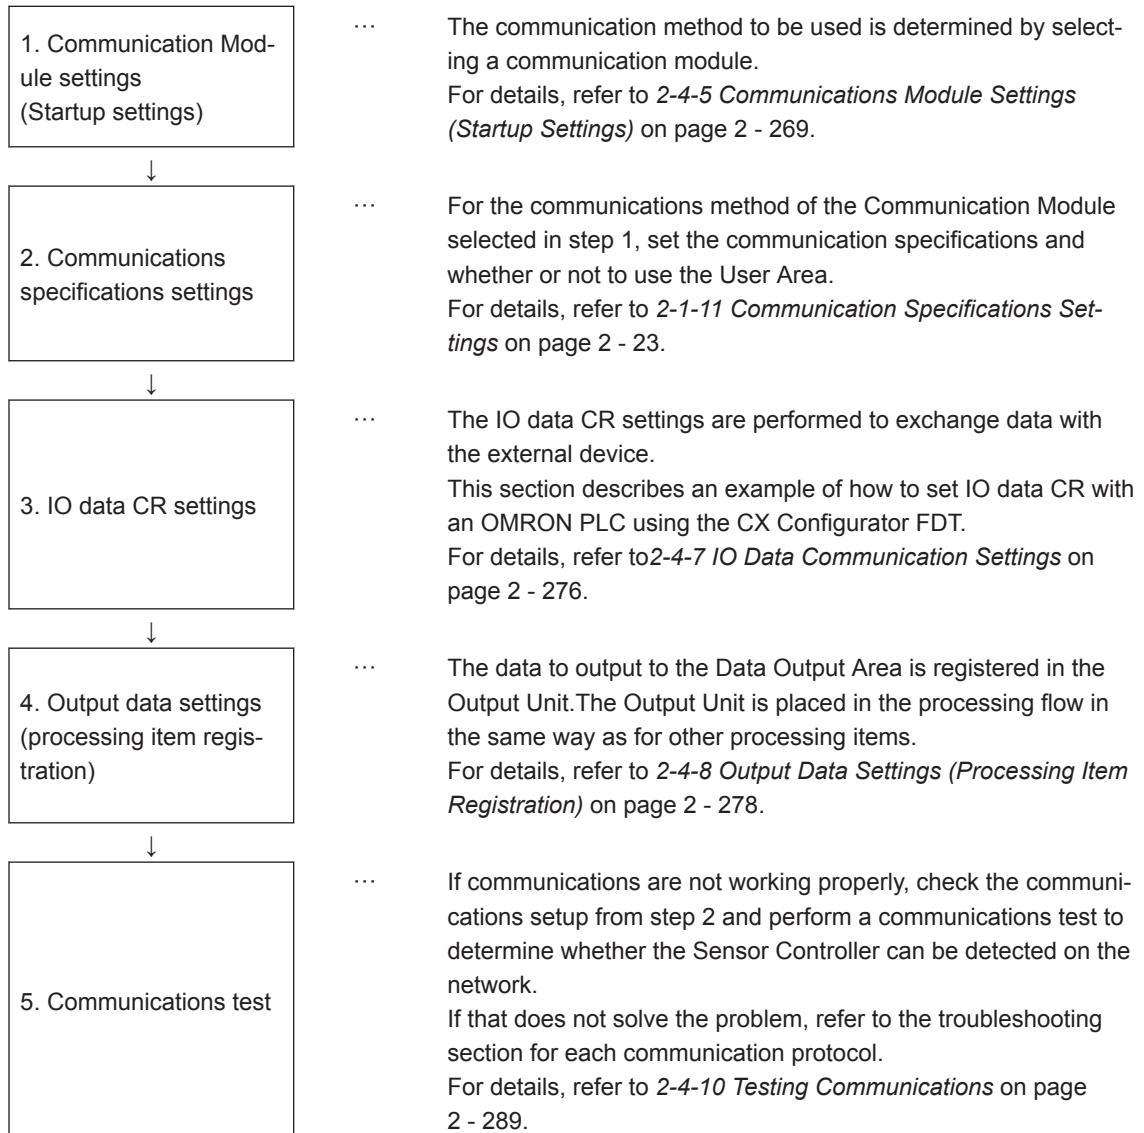 1. Communication Mod-
ule settings
(Startup settings)
… The communication method to be used is determined by select-
ing a communication module.
For details, refer to 2-4-5 Communications Module Settings
(Startup Settings) on page 2 - 269.
↓
2. Communications
specifications settings
… For the communications method of the Communication Module
selected in step 1, set the communication specifications and
whether or not to use the User Area.
For details, refer to 2-1-11 Communication Specifications Set-
tings on page 2 - 23.
↓
3. IO data CR settings
… The IO data CR settings are performed to exchange data with
the external device.
This section describes an example of how to set IO data CR with
an OMRON PLC using the CX Configurator FDT.
For details, refer to2-4-7 IO Data Communication Settings on
page 2 - 276.
↓
4. Output data settings
(processing item regis-
tration)
… The data to output to the Data Output Area is registered in the
Output Unit.The Output Unit is placed in the processing flow in
the same way as for other processing items.
For details, refer to 2-4-8 Output Data Settings (Processing Item
Registration) on page 2 - 278.
↓
5. Communications test
… If communications are not working properly, check the communi-
cations setup from step 2 and perform a communications test to
determine whether the Sensor Controller can be detected on the
network.
If that does not solve the problem, refer to the troubleshooting
section for each communication protocol.
For details, refer to 2-4-10 Testing Communications on page
2 - 289.